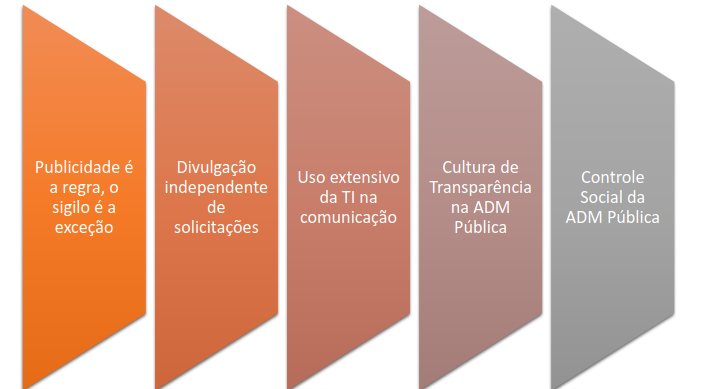 Publicidade é
a regra, o
sigilo é a
exceção
Divulgação
independente
de
solicitações
Uso extensivo
da TI na
comunicação
Cultura de
Transparência
na ADM
Pública
Controle
Social da
ADM Pública